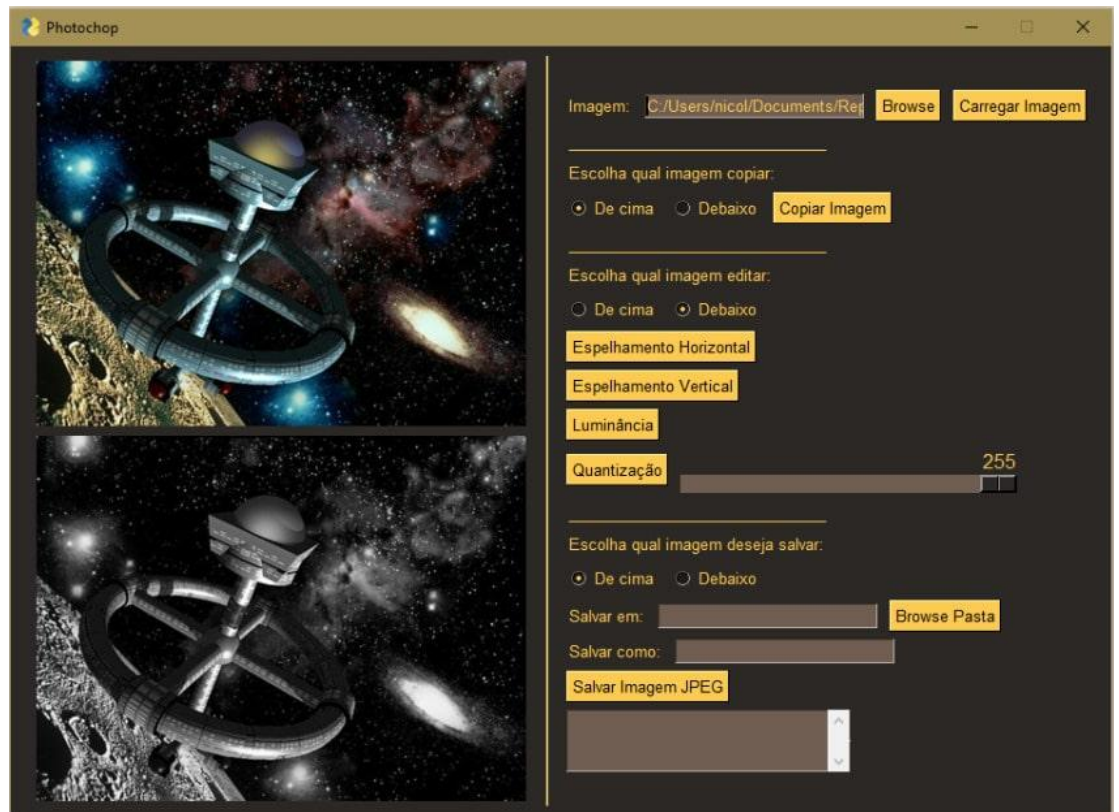 Photochop
Imagem: C:/Users/nicol/Documents/Rep Browse Carregar Imagem
Escolha qual imagem copiar:
De cima Debaixo Copiar Imagem
Escolha qual imagem editar:
De cima Debaixo
Espelhamento Horizontal
Espelhamento Vertical
Luminância
255
Quantização
Escolha qual imagem deseja salvar:
De cima Debaixo
Salvar em: Browse Pasta
Salvar como:
Salvar Imagem JPEG